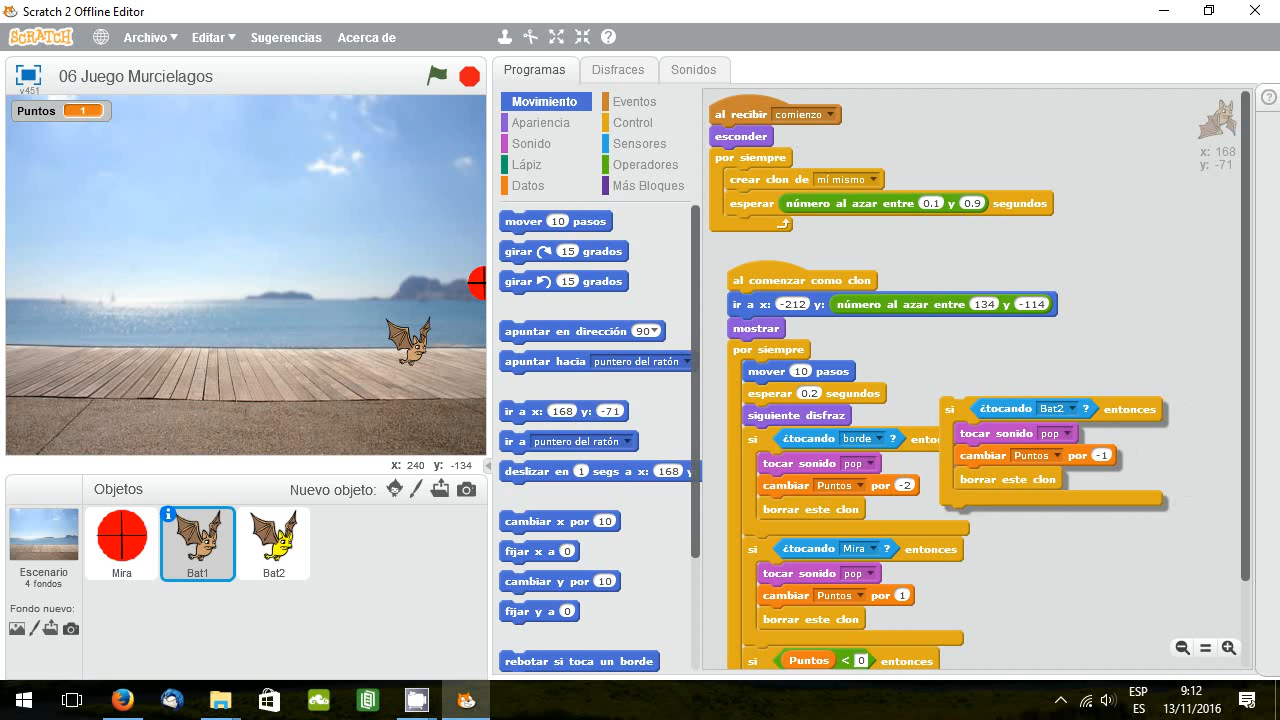 Scratch 2 Offline Editor
SCRATCH Archivo Editar Sugerencias Acerca de
v451 06 Juego Murcielagos
Puntos 1
x: 240 y: -134
Objetos Nuevo objeto:
Escenario
4 fondos
Fondo nuevo:
Mira Bat1 Bat2
Programas Disfraces Sonidos
Movimiento Eventos
Apariencia Control
Sonido Sensores
Lápiz Operadores
Datos Más Bloques
mover 10 pasos
girar 15 grados
girar 15 grados
apuntar en dirección 90
apuntar hacia puntero del ratón
ir a x: 168 y: -71
ir a puntero del ratón
deslizar en 1 segs a x: 168 y
cambiar x por 10
fijar x a 0
cambiar y por 10
fijar y a 0
rebotar si toca un borde
al recibir comienzo
esconder
por siempre
crear clon de mí mismo
esperar número al azar entre 0.1 y 0.9 segundos
x: 168
y: -71
al comenzar como clon
ir a x: -212 y: número al azar entre 134 y -114
mostrar
por siempre
mover 10 pasos
esperar 0.2 segundos
siguiente disfraz
si ¿tocando borde ? ento
tocar sonido pop
cambiar Puntos por -2
borrar este clon
si ¿tocando Mira ? entonces
tocar sonido pop
cambiar Puntos por 1
borrar este clon
si Puntos < 0 entonces
si ¿tocando Bat2 ? entonces
tocar sonido pop
cambiar Puntos por -1
borrar este clon
ESP
ES
9:12
13/11/2016